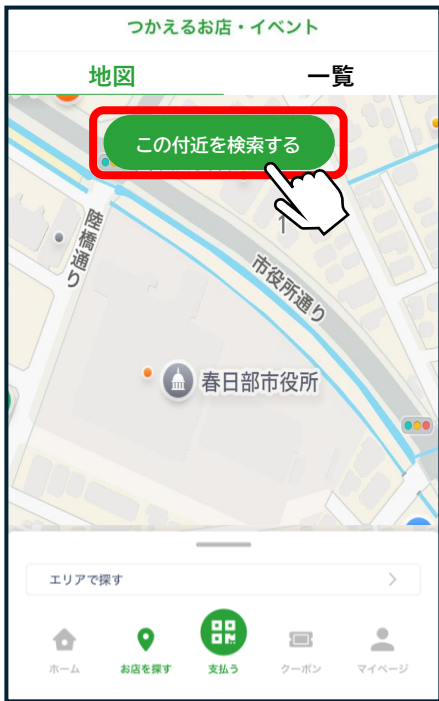 つかえるお店・イベント
地図
一覧
この付近を検索する
陸橋通り
1
市役所通り
春日部市役所
エリアで探す
ホーム
お店を探す
支払う
クーポン
マイページ